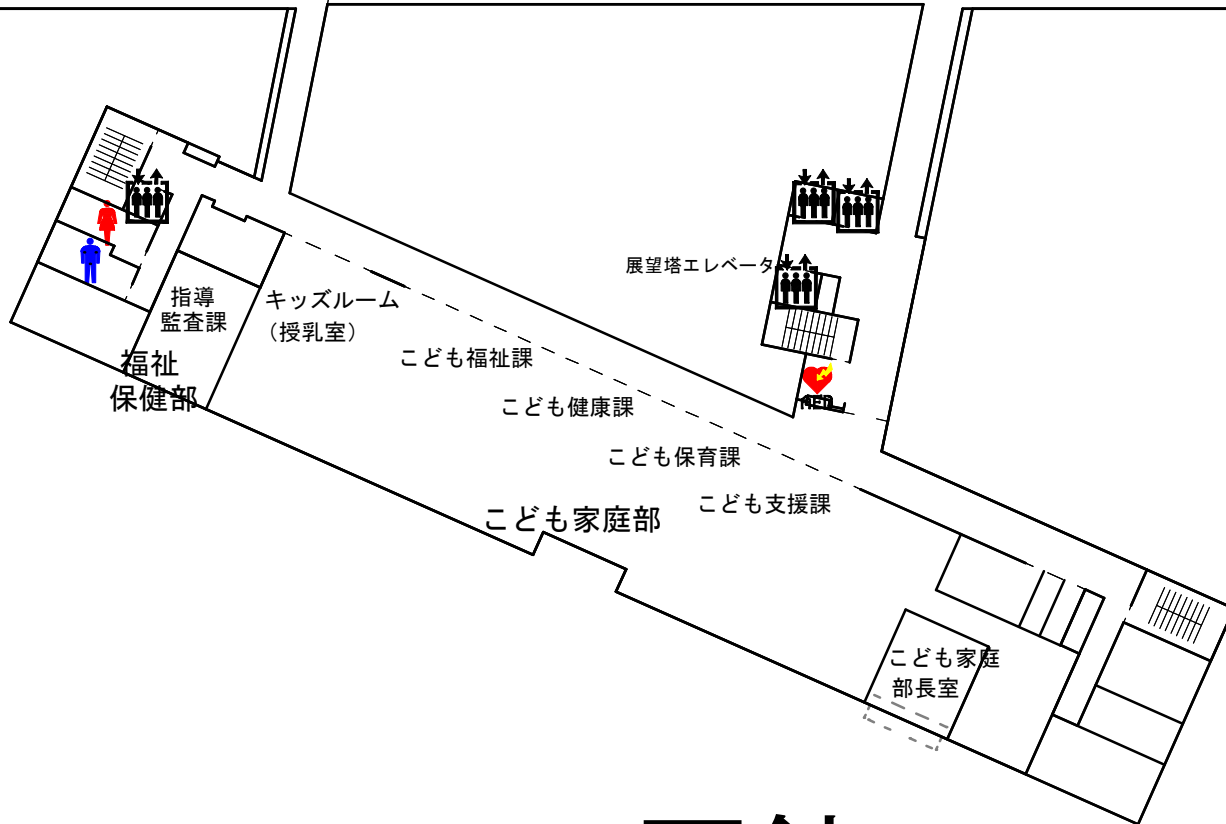 展望塔エレベータ
指導
監査課
キッズルーム
（授乳室）
福祉
保健部
こども福祉課
AED
こども健康課
こども保育課
こども支援課
こども家庭部
こども家庭
部長室